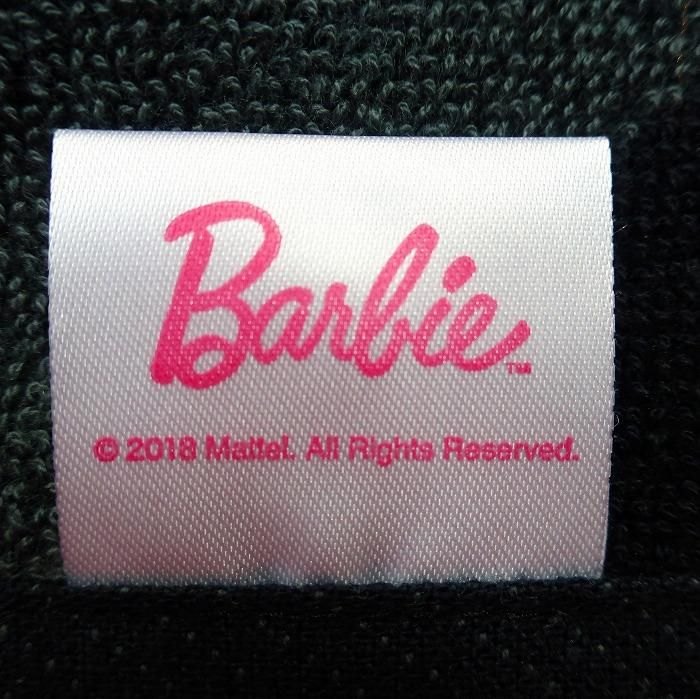 Barbie™
© 2018 Mattel. All Rights Reserved.